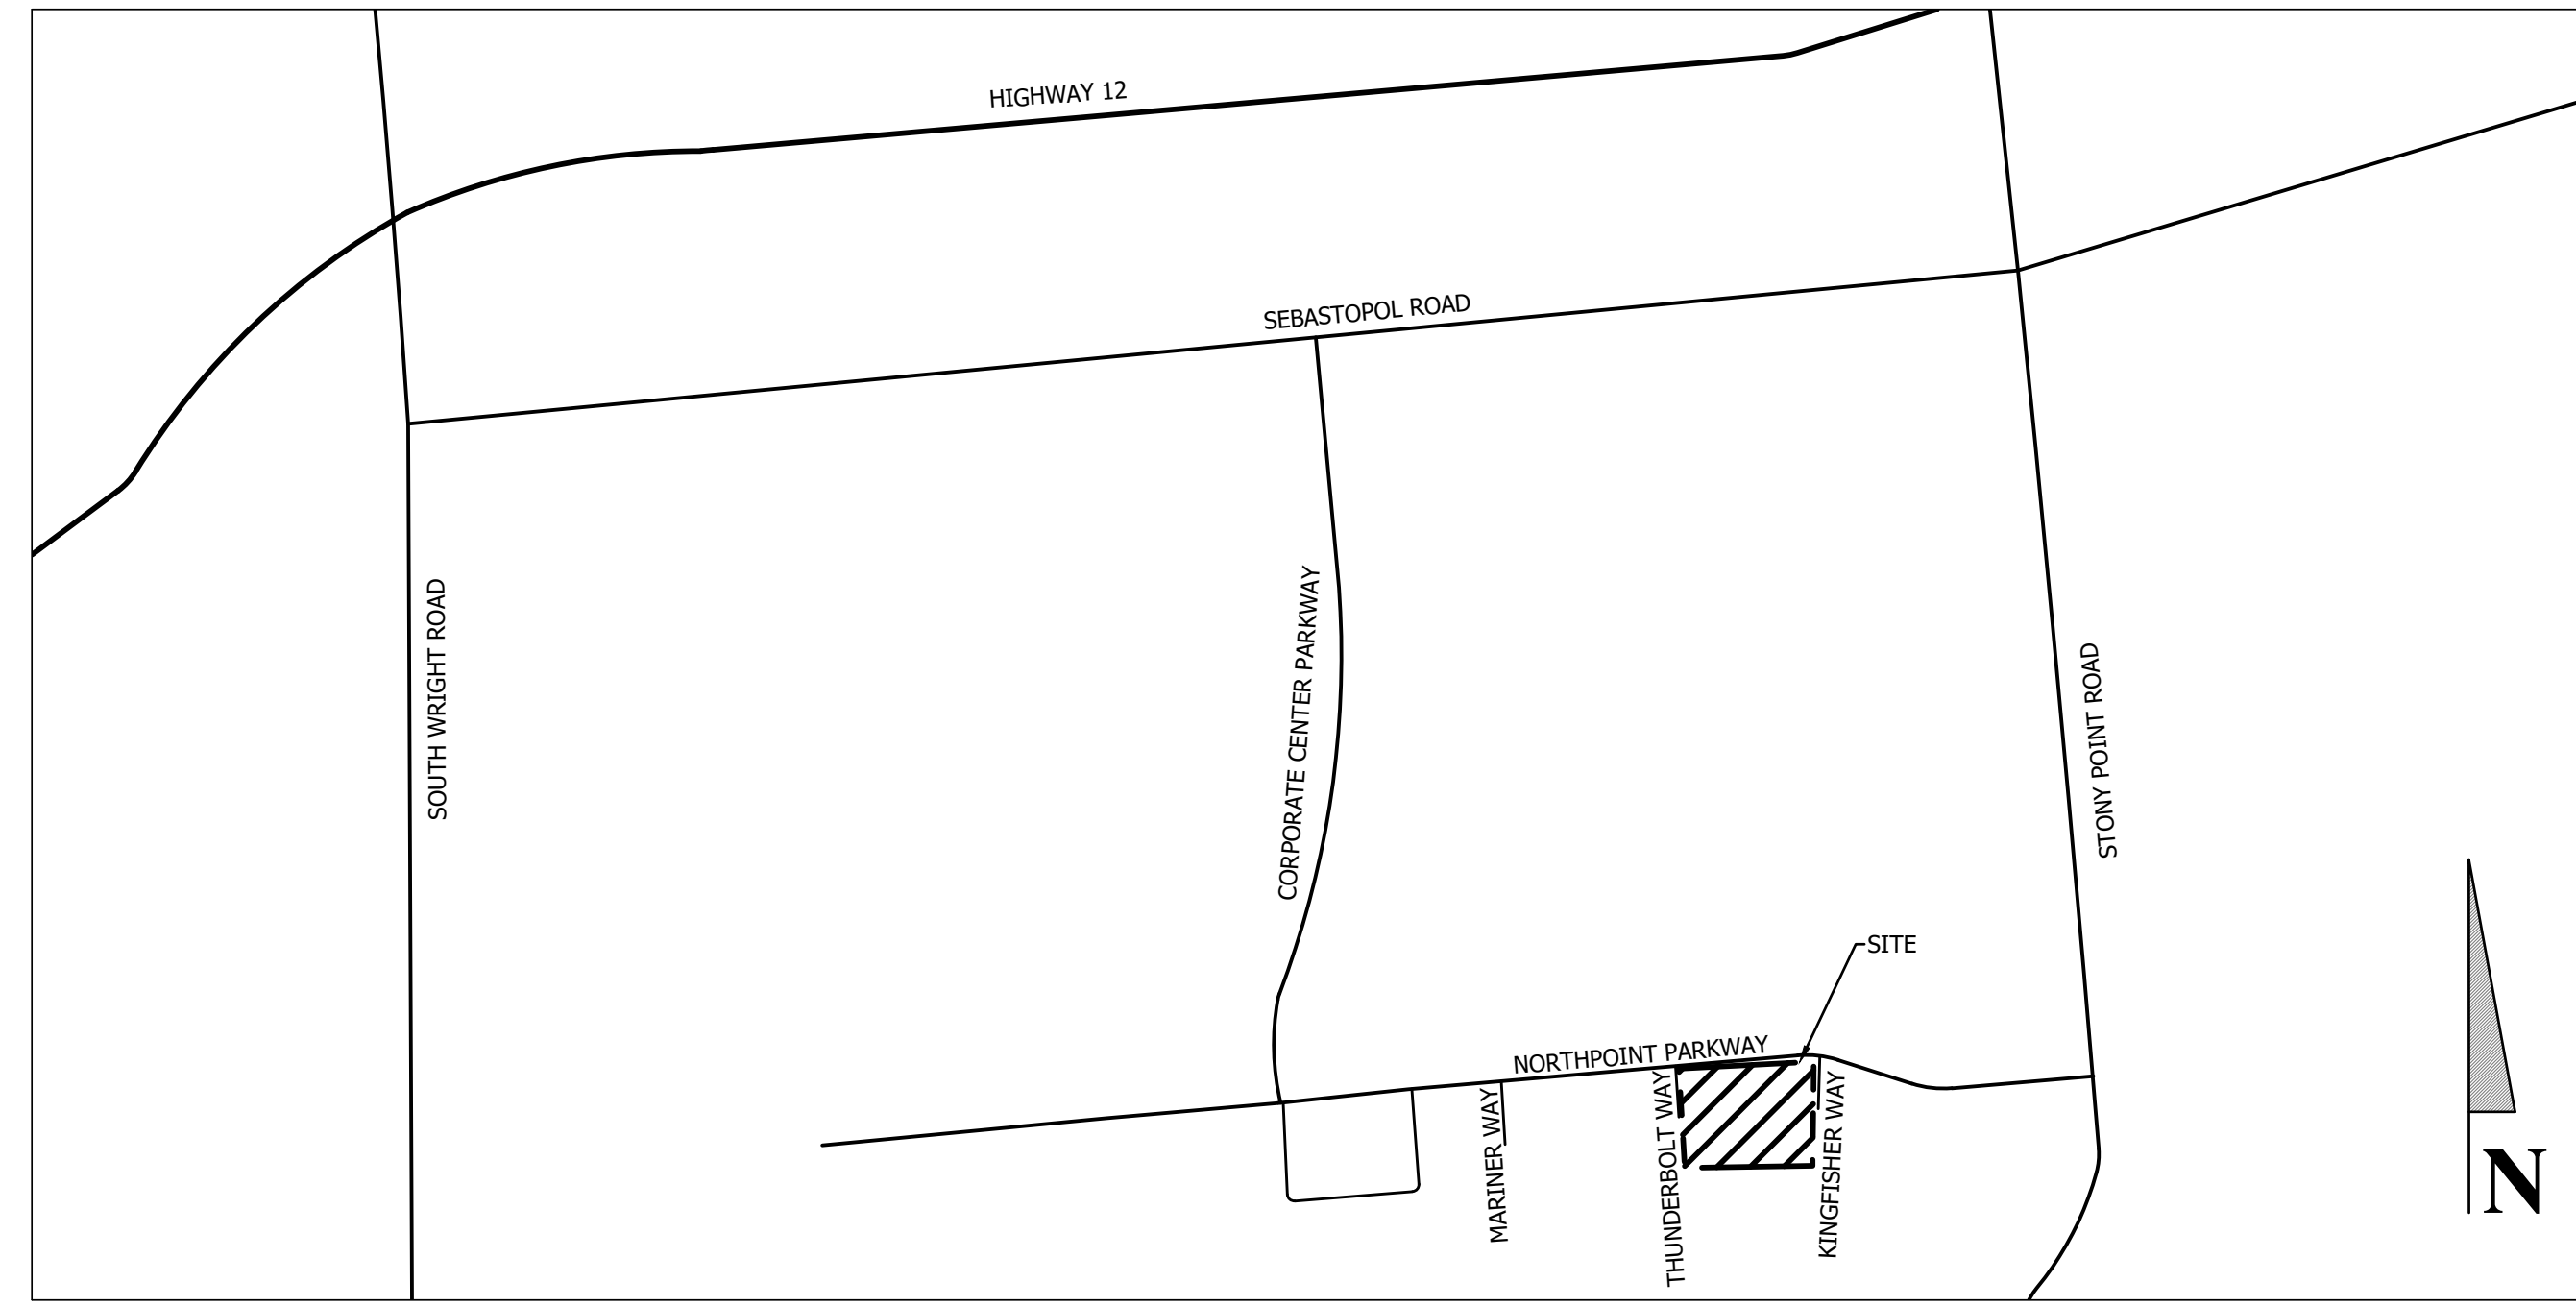 HIGHWAY 12
SEBASTOPOL ROAD
SOUTH WRIGHT ROAD
CORPORATE CENTER PARKWAY
STONY POINT ROAD
SITE
NORTHPOINT PARKWAY
MARINER WAY
THUNDERBOLT WAY
KINGFISHER WAY
N